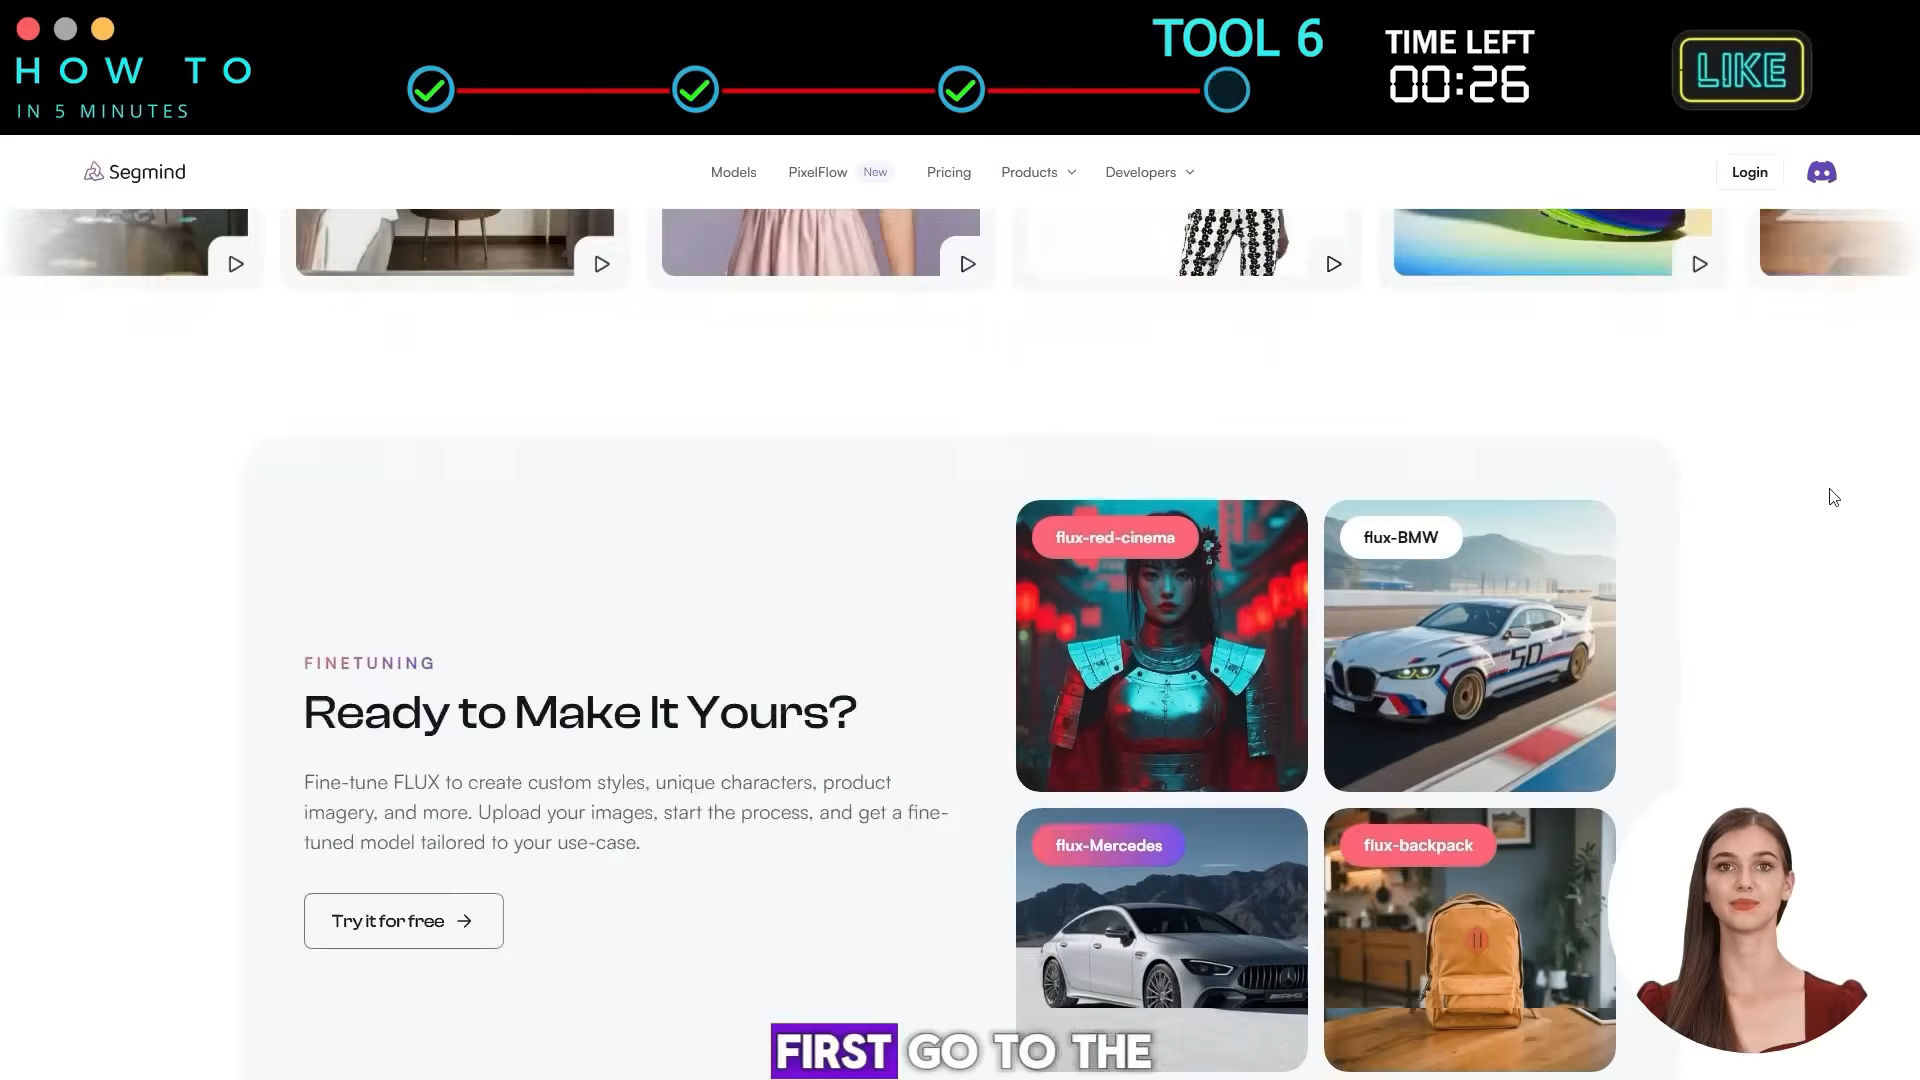 HOW TO
IN 5 MINUTES
TOOL 6
TIME LEFT
00:26
LIKE
Segmind
Models
PixelFlow New
Pricing
Products
Developers
Login
FINETUNING
Ready to Make It Yours?
Fine-tune FLUX to create custom styles, unique characters, product
imagery, and more. Upload your images, start the process, and get a fine-
tuned model tailored to your use-case.
Try it for free
flux-red-cinema
flux-BMW
50
flux-Mercedes
flux-backpack
FIRST GO TO THE